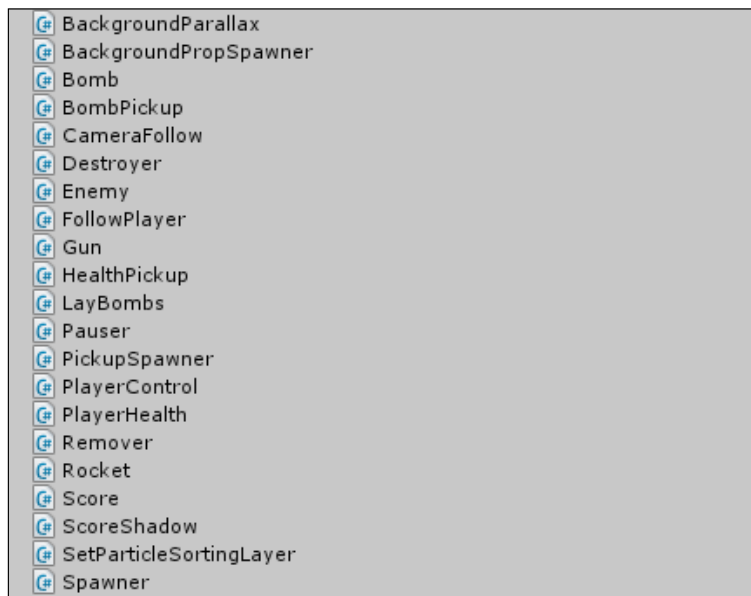 BackgroundParallax
BackgroundPropSpawner
Bomb
BombPickup
CameraFollow
Destroyer
Enemy
FollowPlayer
Gun
HealthPickup
LayBombs
Pauser
PickupSpawner
PlayerControl
PlayerHealth
Remover
Rocket
Score
ScoreShadow
SetParticleSortingLayer
Spawner